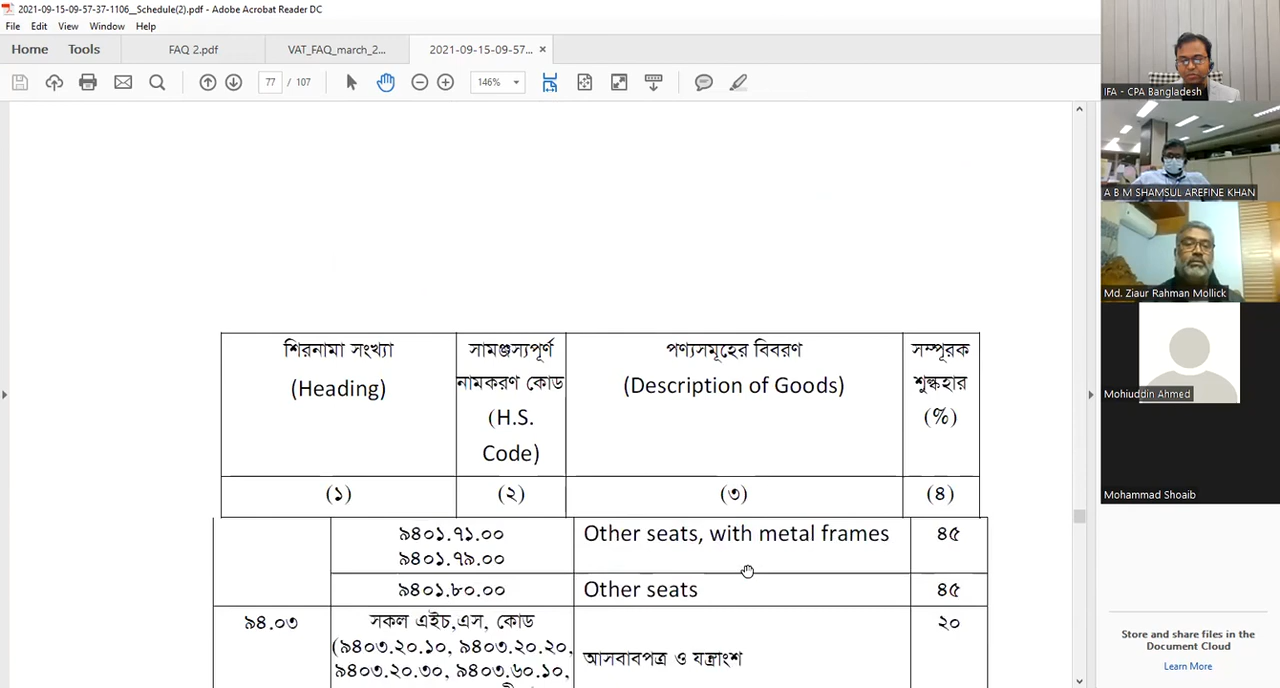 2021-09-15-09-57-37-1106__Schedule(2).pdf - Adobe Acrobat Reader DC
File Edit View Window Help
Home Tools FAQ 2.pdf VAT_FAQ_march_2... 2021-09-15-09-57... ×
77 / 107 146%
শিরনামা সংখ্যা
(Heading)
সামঞ্জস্যপূর্ণ
নামকরণ কোড
(H.S.
Code)
পণ্যসমূহের বিবরণ
(Description of Goods)
সম্পূরক
শুল্কহার
(%)
(১) (২) (৩) (৪)
৯৪০১.৭১.০০ Other seats, with metal frames ৪৫
৯৪০১.৭৯.০০
৯৪০১.৮০.০০ Other seats ৪৫
৯৪.০৩ সকল এইচ,এস, কোড ২০
(৯৪০৩.২০.১০, ৯৪০৩.২০.২০,
৯৪০৩.২০.৩০, ৯৪০৩.৬০.১০,
আসবাবপত্র ও যন্ত্রাংশ
IFA - CPA Bangladesh
A B M SHAMSUL AREFINE KHAN
Md. Ziaur Rahman Mollick
Mohiuddin Ahmed
Mohammad Shoaib
Store and share files in the
Document Cloud
Learn More